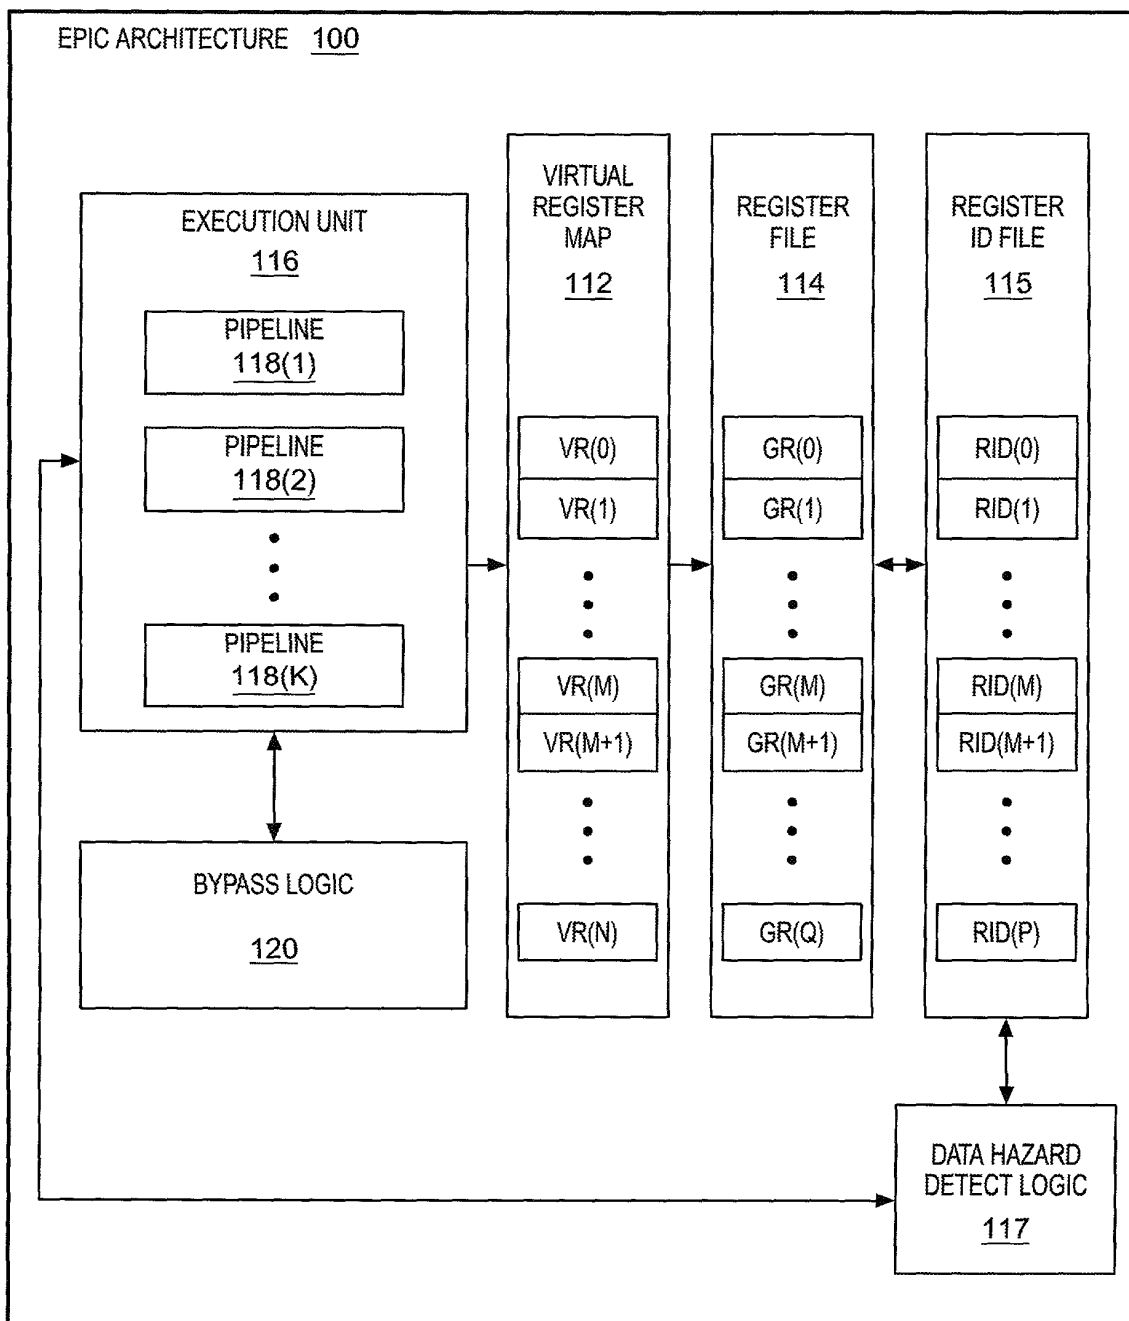 EPIC ARCHITECTURE 100
EXECUTION UNIT
116
PIPELINE
118(1)
PIPELINE
118(2)
PIPELINE
118(K)
BYPASS LOGIC
120
VIRTUAL
REGISTER
MAP
112
VR(0)
VR(1)
VR(M)
VR(M+1)
VR(N)
REGISTER
FILE
114
GR(0)
GR(1)
GR(M)
GR(M+1)
GR(Q)
REGISTER
ID FILE
115
RID(0)
RID(1)
RID(M)
RID(M+1)
RID(P)
DATA HAZARD
DETECT LOGIC
117